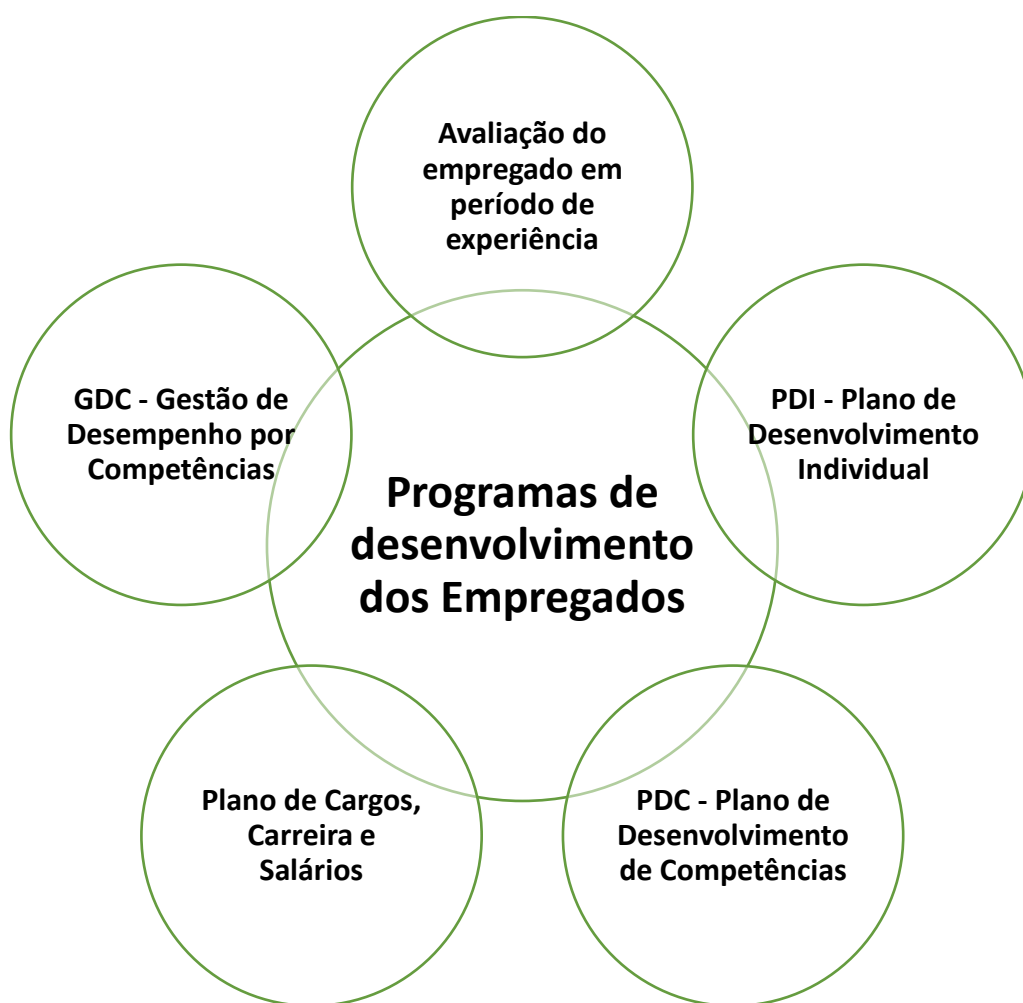 Avaliação do
empregado em
período de
experiência
GDC - Gestão de
Desempenho por
Competências
PDI - Plano de
Desenvolvimento
Individual
Programas de
desenvolvimento
dos Empregados
Plano de Cargos,
Carreira e
Salários
PDC - Plano de
Desenvolvimento
de Competências